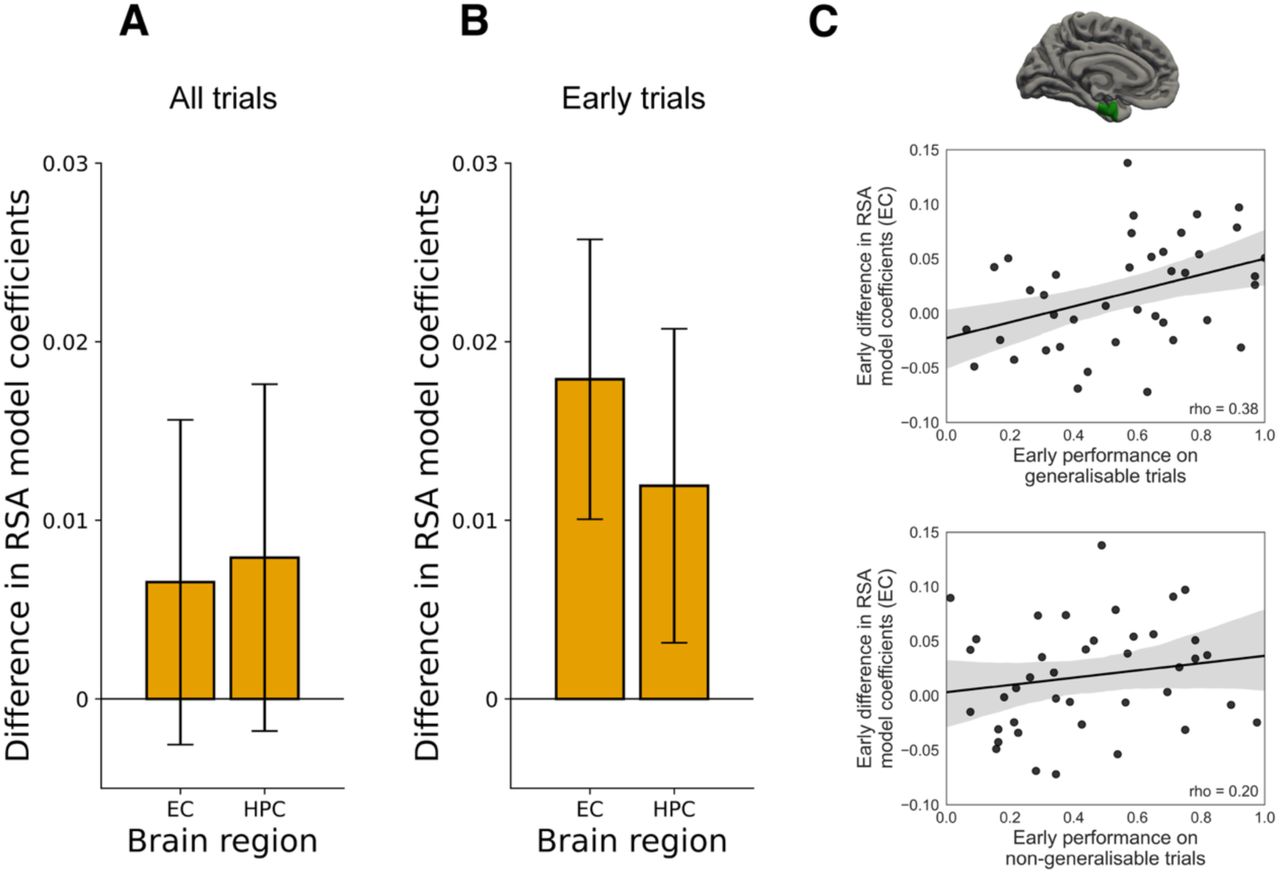 A
All trials
Difference in RSA model coefficients
0.03
0.02
0.01
0
EC
HPC
Brain region
B
Early trials
Difference in RSA model coefficients
0.03
0.02
0.01
0
EC
HPC
Brain region
C
Early difference in RSA
model coefficients (EC)
0.15
0.10
0.05
0.00
−0.05
−0.10
rho = 0.38
0.0 0.2 0.4 0.6 0.8 1.0
Early performance on
generalisable trials
Early difference in RSA
model coefficients (EC)
0.15
0.10
0.05
0.00
−0.05
−0.10
rho = 0.20
0.0 0.2 0.4 0.6 0.8 1.0
Early performance on
non-generalisable trials